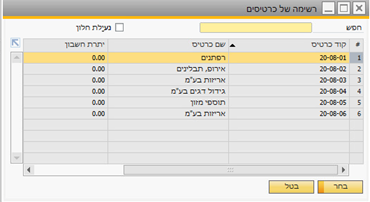 רשימה של כרטיסים
חפש נעילת חלון
# קוד כרטיס שם כרטיס יתרת חשבון
1 20-08-01 רפתנים 0.00
2 20-08-02 אירוס, תבלינים 0.00
3 20-08-03 אריזות בע"מ 0.00
4 20-08-04 גידול דגים בע"מ 0.00
5 20-08-05 תוספי מזון 0.00
6 20-08-06 אריזות בע"מ 0.00
בחר בטל